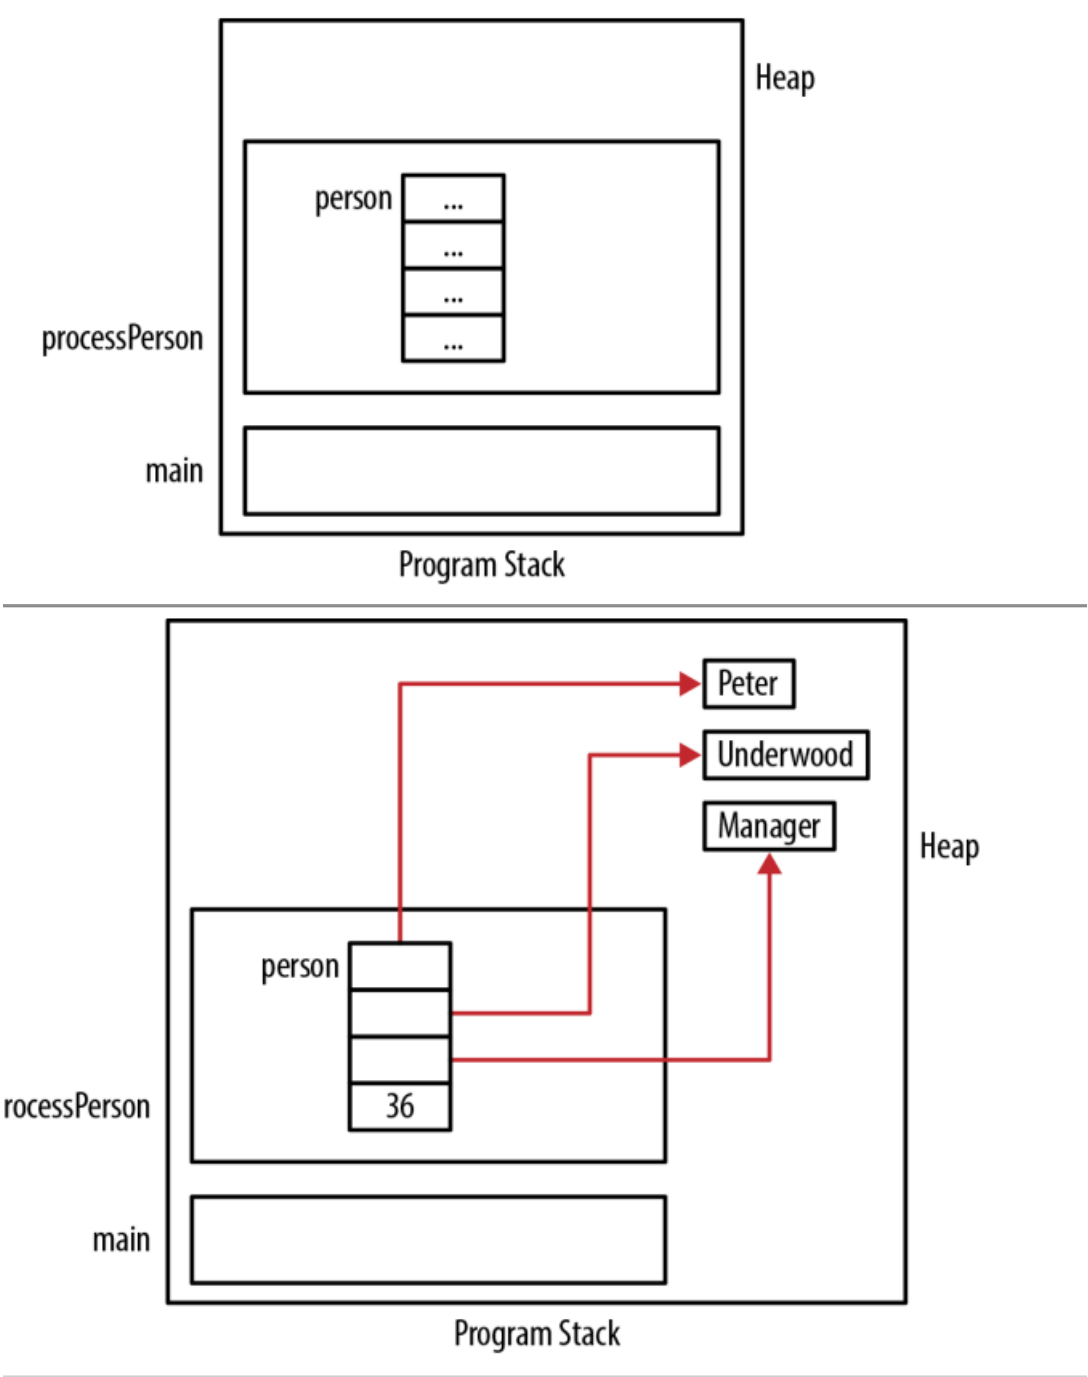 Heap
person
...
...
...
...
processPerson
main
Program Stack
Peter
Underwood
Manager
Heap
person
36
rocessPerson
main
Program Stack